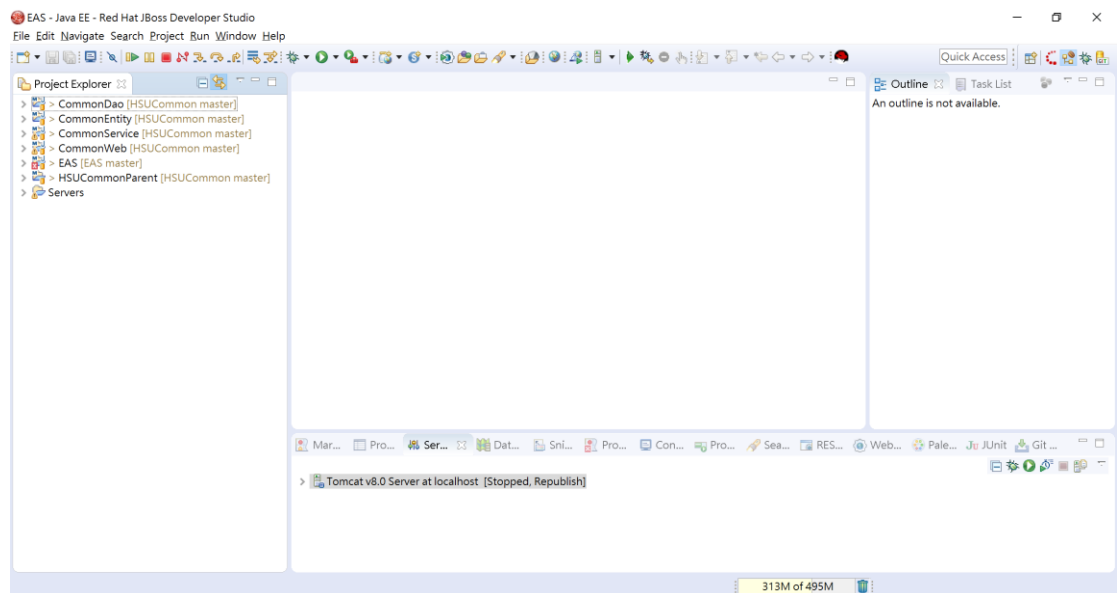 EAS - Java EE - Red Hat JBoss Developer Studio
File Edit Navigate Search Project Run Window Help
Quick Access
Project Explorer
> CommonDao [HSUCommon master]
> CommonEntity [HSUCommon master]
> CommonService [HSUCommon master]
> CommonWeb [HSUCommon master]
> EAS [EAS master]
> HSUCommonParent [HSUCommon master]
Servers
Outline Task List
An outline is not available.
Mar... Pro... Ser... Dat... Sni... Pro... Con... Pro... Sea... RES... Web... Pale... JUnit Git ...
Tomcat v8.0 Server at localhost [Stopped, Republish]
313M of 495M